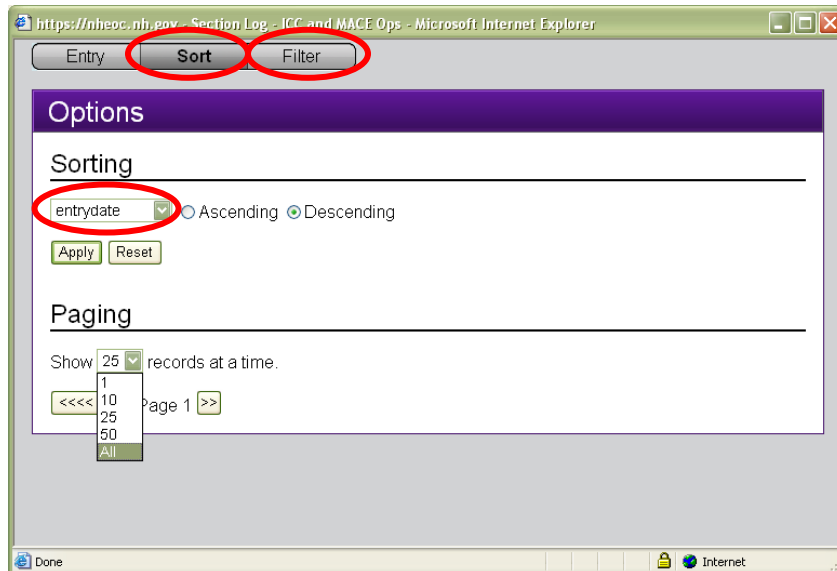 https://nheoc.nh.gov - Section Log - ICC and MACE Ops - Microsoft Internet Explorer
Entry Sort Filter
Options
Sorting
entrydate Ascending Descending
Apply Reset
Paging
Show 25 records at a time.
1
<<<< 10 Page 1 >>
25
50
All
Done Internet